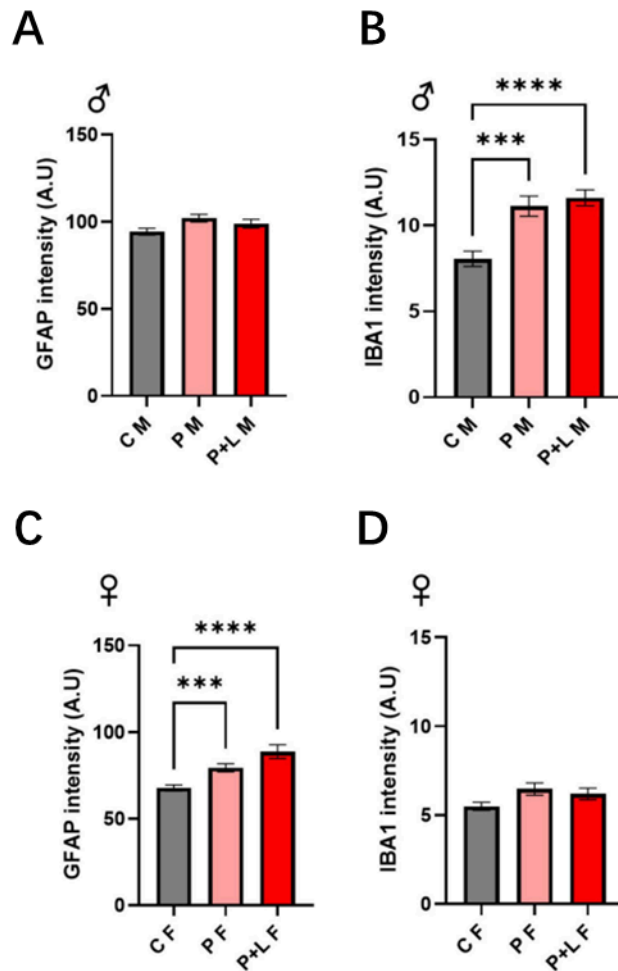 A
♂
GFAP intensity (A.U)
150
100
50
0
C M
P M
P+L M
B
♂
****
***
IBA1 intensity (A.U)
15
10
5
0
C M
P M
P+L M
C
♀
****
***
GFAP intensity (A.U)
150
100
50
0
C F
P F
P+L F
D
♀
IBA1 intensity (A.U)
15
10
5
0
C F
P F
P+L F